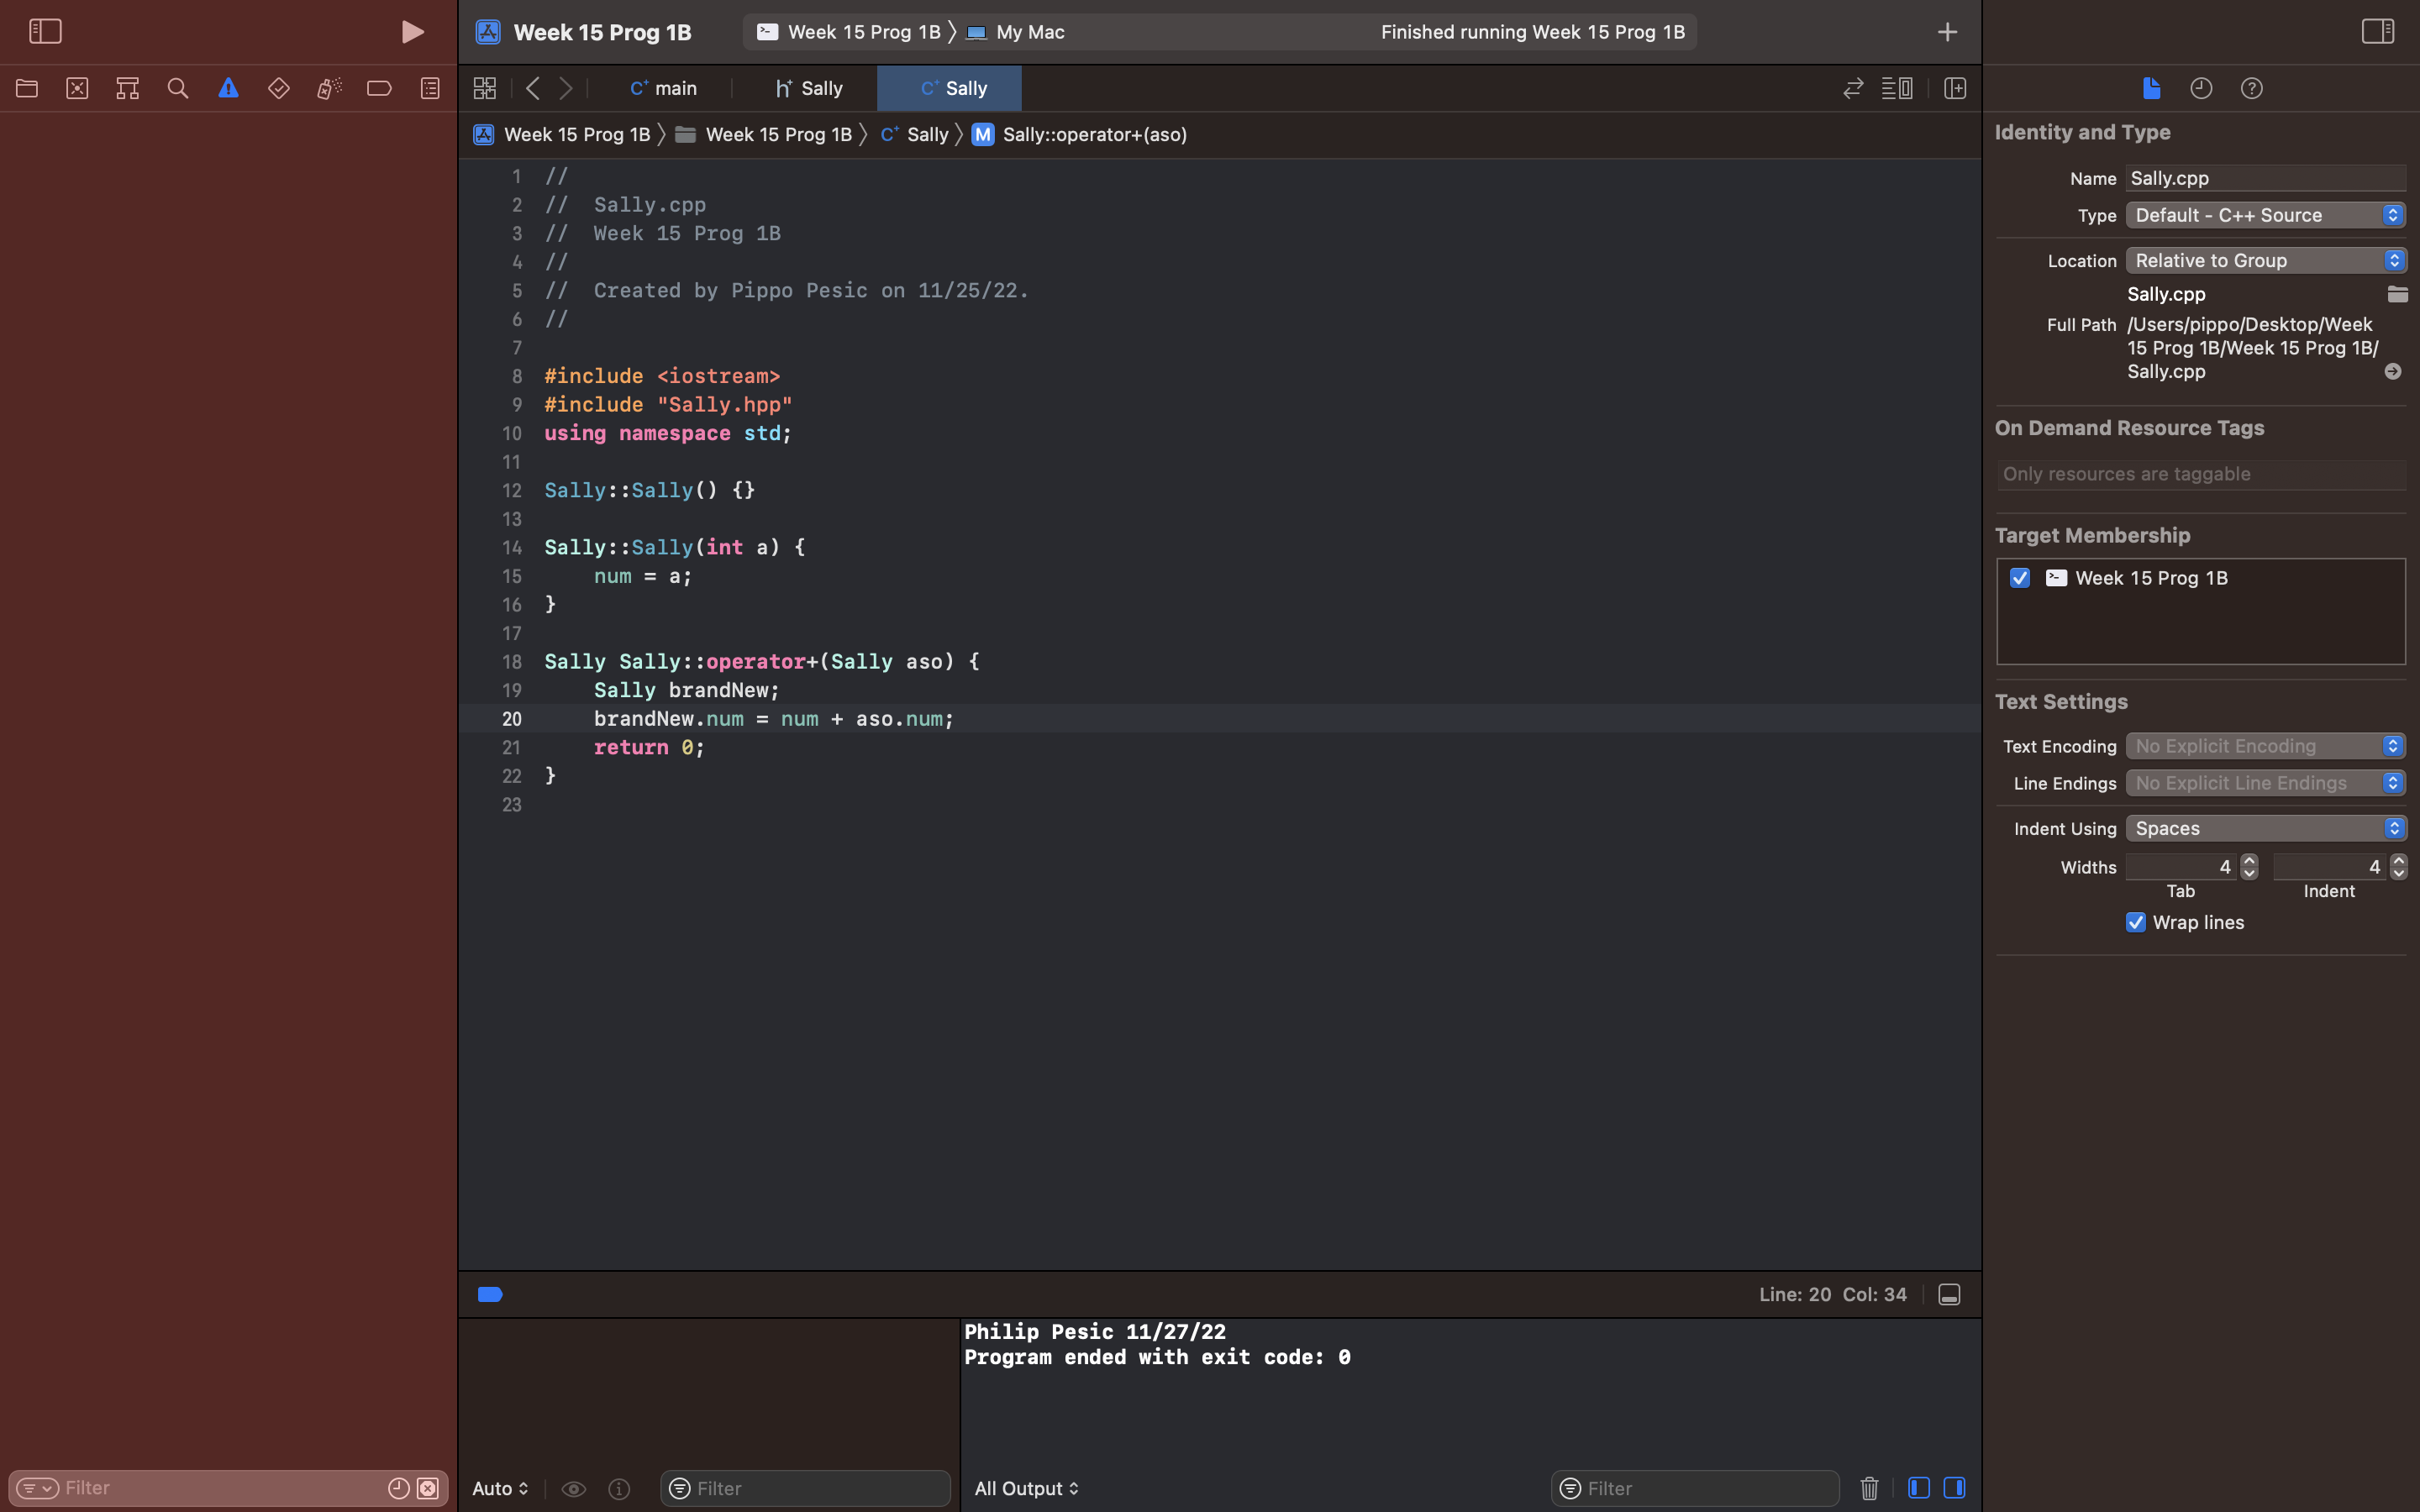 Week 15 Prog 1B
Week 15 Prog 1B 〉 My Mac
Finished running Week 15 Prog 1B
main
Sally
Sally
Week 15 Prog 1B 〉 Week 15 Prog 1B 〉 Sally 〉 M Sally::operator+(aso)
1 //
2 //  Sally.cpp
3 //  Week 15 Prog 1B
4 //
5 //  Created by Pippo Pesic on 11/25/22.
6 //
7
8 #include <iostream>
9 #include "Sally.hpp"
10 using namespace std;
11
12 Sally::Sally() {}
13
14 Sally::Sally(int a) {
15     num = a;
16 }
17
18 Sally Sally::operator+(Sally aso) {
19     Sally brandNew;
20     brandNew.num = num + aso.num;
21     return 0;
22 }
23
Line: 20 Col: 34
Philip Pesic 11/27/22
Program ended with exit code: 0
Filter
Auto
Filter
All Output
Filter
Identity and Type
Name Sally.cpp
Type Default - C++ Source
Location Relative to Group
Sally.cpp
Full Path /Users/pippo/Desktop/Week
15 Prog 1B/Week 15 Prog 1B/
Sally.cpp
On Demand Resource Tags
Only resources are taggable
Target Membership
Week 15 Prog 1B
Text Settings
Text Encoding No Explicit Encoding
Line Endings No Explicit Line Endings
Indent Using Spaces
Widths 4 4
Tab Indent
Wrap lines